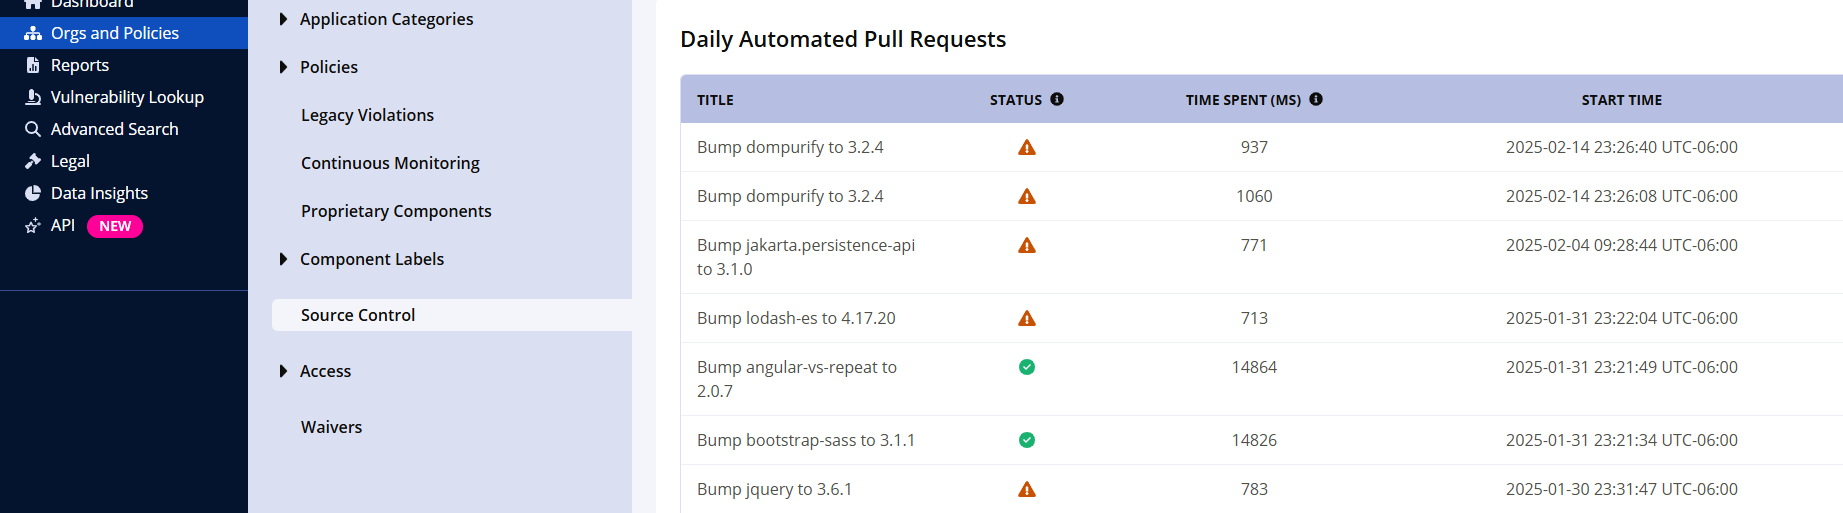 Dashboard
Orgs and Policies
Reports
Vulnerability Lookup
Advanced Search
Legal
Data Insights
API NEW
Application Categories
Policies
Legacy Violations
Continuous Monitoring
Proprietary Components
Component Labels
Source Control
Access
Waivers
Daily Automated Pull Requests
TITLE STATUS TIME SPENT (MS) START TIME
Bump dompurify to 3.2.4 937 2025-02-14 23:26:40 UTC-06:00
Bump dompurify to 3.2.4 1060 2025-02-14 23:26:08 UTC-06:00
Bump jakarta.persistence-api 771 2025-02-04 09:28:44 UTC-06:00
to 3.1.0
Bump lodash-es to 4.17.20 713 2025-01-31 23:22:04 UTC-06:00
Bump angular-vs-repeat to 14864 2025-01-31 23:21:49 UTC-06:00
2.0.7
Bump bootstrap-sass to 3.1.1 14826 2025-01-31 23:21:34 UTC-06:00
Bump jquery to 3.6.1 783 2025-01-30 23:31:47 UTC-06:00